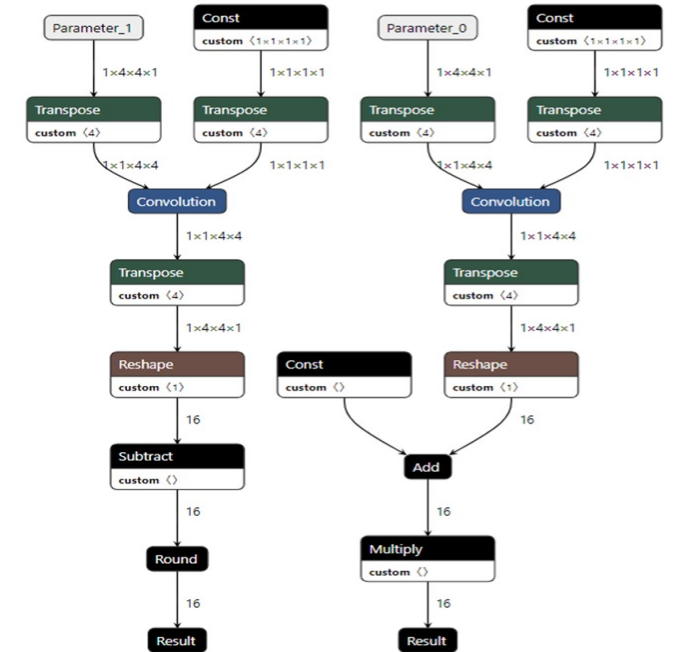 Parameter_1
Const
custom 〈1×1×1×1〉
Parameter_0
Const
custom 〈1×1×1×1〉
1×4×4×1
1×1×1×1
1×4×4×1
1×1×1×1
Transpose
custom 〈4〉
Transpose
custom 〈4〉
Transpose
custom 〈4〉
Transpose
custom 〈4〉
1×1×4×4
1×1×1×1
1×1×4×4
1×1×1×1
Convolution
Convolution
1×1×4×4
1×1×4×4
Transpose
custom 〈4〉
Transpose
custom 〈4〉
1×4×4×1
1×4×4×1
Reshape
custom 〈1〉
Const
custom 〈〉
Reshape
custom 〈1〉
16
16
Subtract
custom 〈〉
Add
16
16
Round
Multiply
custom 〈〉
16
16
Result
Result